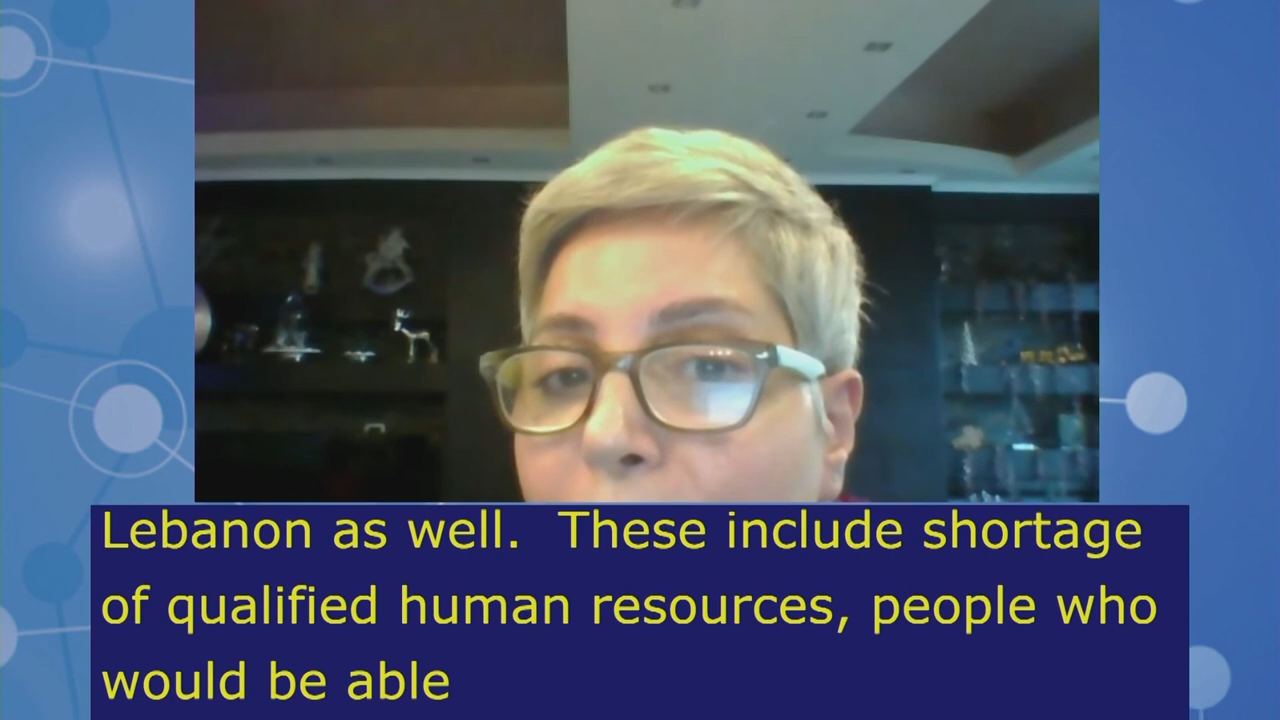 Lebanon as well.  These include shortage
of qualified human resources, people who
would be able